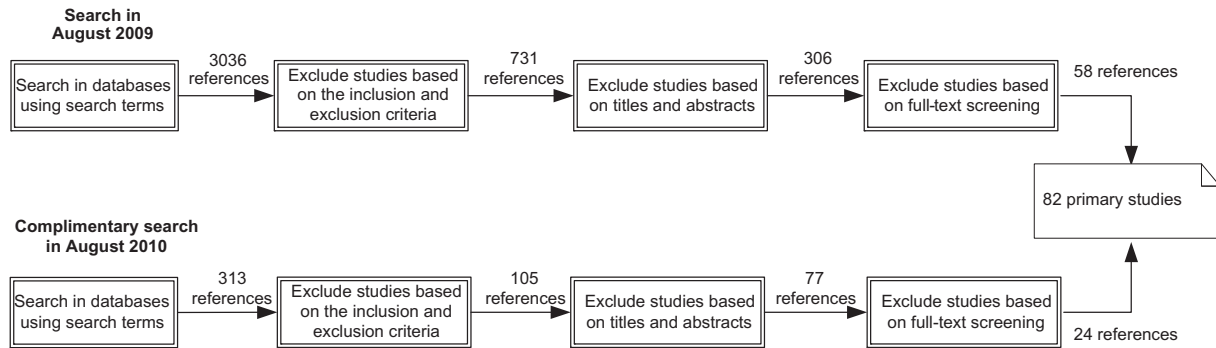 Search in
August 2009
Search in databases
using search terms
3036
references
Exclude studies based
on the inclusion and
exclusion criteria
731
references
Exclude studies based
on titles and abstracts
306
references
Exclude studies based
on full-text screening
58 references
82 primary studies
Complimentary search
in August 2010
Search in databases
using search terms
313
references
Exclude studies based
on the inclusion and
exclusion criteria
105
references
Exclude studies based
on titles and abstracts
77
references
Exclude studies based
on full-text screening
24 references